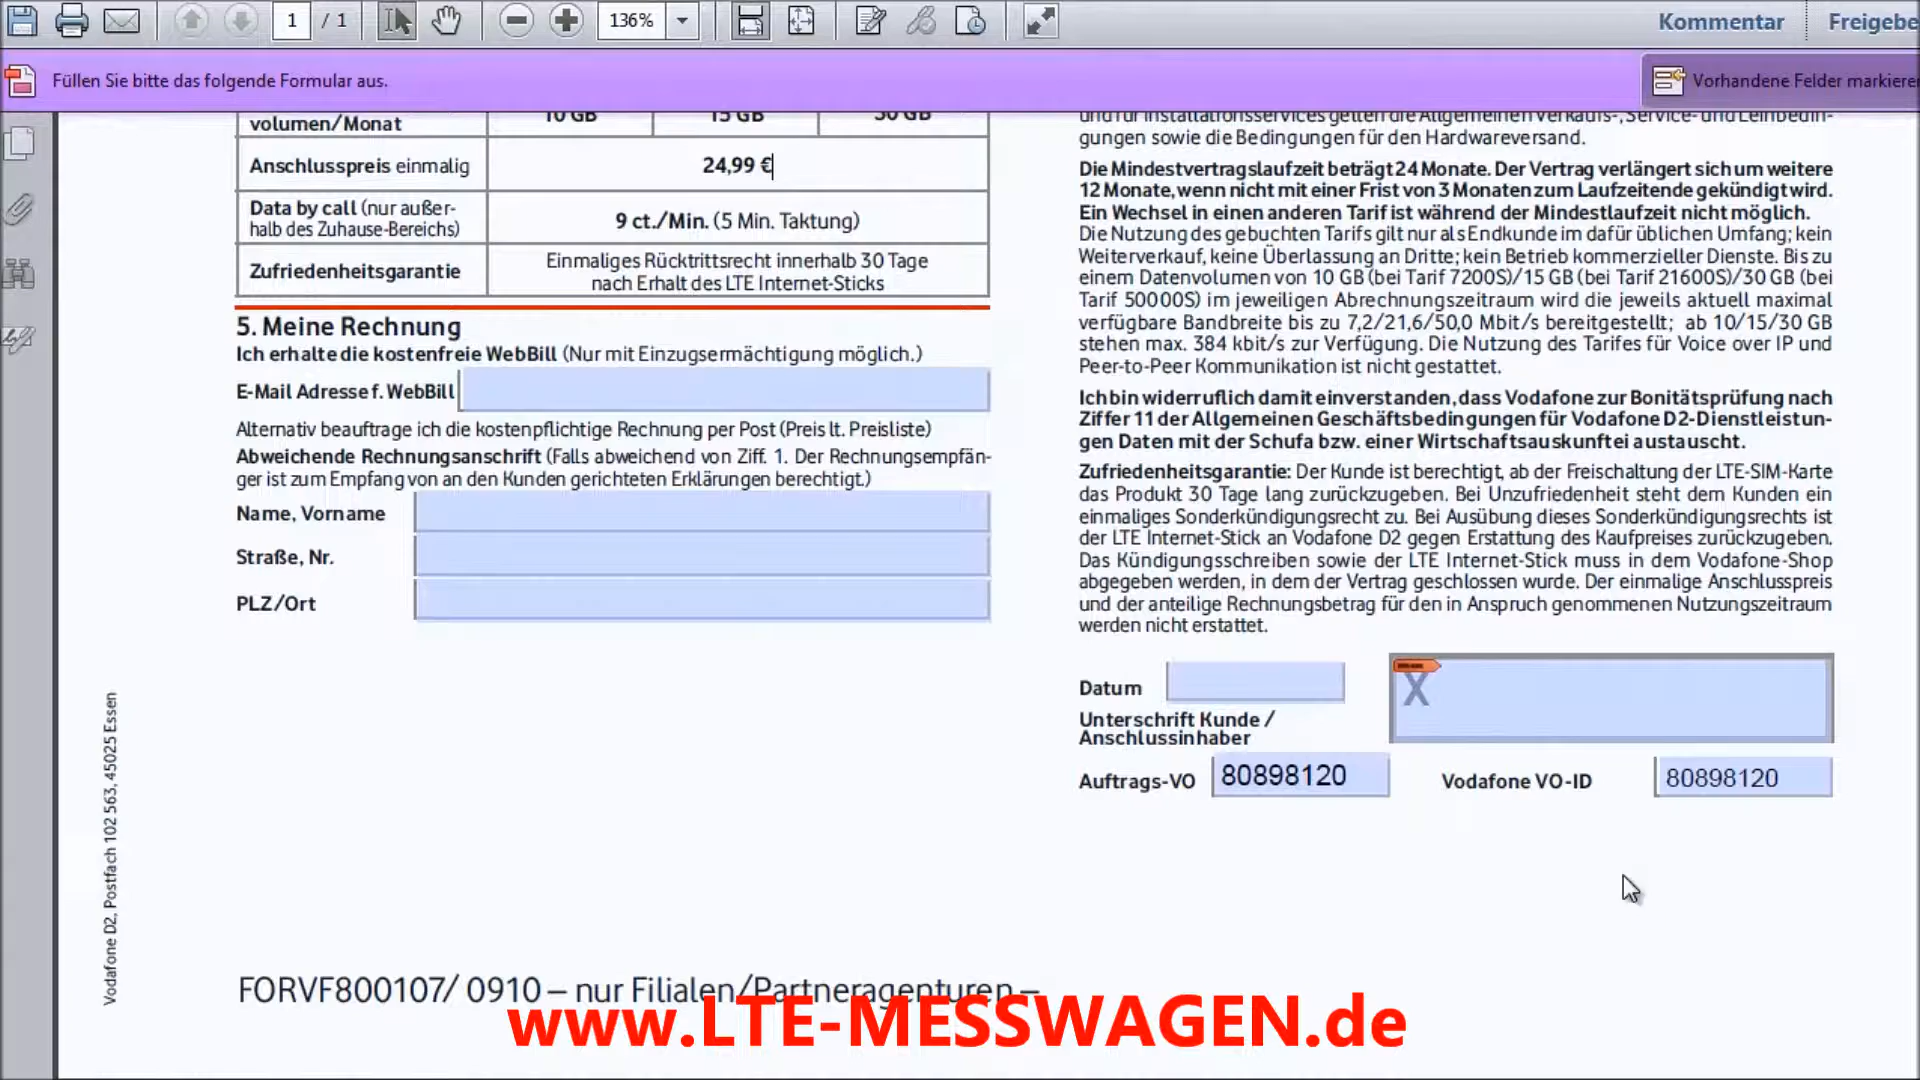 1 / 1
136%
Kommentar
Freigebe
Füllen Sie bitte das folgende Formular aus.
Vorhandene Felder markieren
volumen/Monat
10 GB
15 GB
30 GB
Anschlusspreis einmalig
24,99 €
Data by call (nur außer-
halb des Zuhause-Bereichs)
9 ct./Min. (5 Min. Taktung)
Zufriedenheitsgarantie
Einmaliges Rücktrittsrecht innerhalb 30 Tage
nach Erhalt des LTE Internet-Sticks
5. Meine Rechnung
Ich erhalte die kostenfreie WebBill (Nur mit Einzugsermächtigung möglich.)
E-Mail Adresse f. WebBill
Alternativ beauftrage ich die kostenpflichtige Rechnung per Post (Preis lt. Preisliste)
Abweichende Rechnungsanschrift (Falls abweichend von Ziff. 1. Der Rechnungsempfän-
ger ist zum Empfang von an den Kunden gerichteten Erklärungen berechtigt.)
Name, Vorname
Straße, Nr.
PLZ/Ort
Vodafone D2, Postfach 102 563, 45025 Essen
und für Installationsservices gelten die Allgemeinen Verkaufs-, Service- und Leihbedin-
gungen sowie die Bedingungen für den Hardwareversand.
Die Mindestvertragslaufzeit beträgt 24 Monate. Der Vertrag verlängert sich um weitere
12 Monate, wenn nicht mit einer Frist von 3 Monaten zum Laufzeitende gekündigt wird.
Ein Wechsel in einen anderen Tarif ist während der Mindestlaufzeit nicht möglich.
Die Nutzung des gebuchten Tarifs gilt nur als Endkunde im dafür üblichen Umfang; kein
Weiterverkauf, keine Überlassung an Dritte; kein Betrieb kommerzieller Dienste. Bis zu
einem Datenvolumen von 10 GB (bei Tarif 7200S)/15 GB (bei Tarif 21600S)/30 GB (bei
Tarif 50000S) im jeweiligen Abrechnungszeitraum wird die jeweils aktuell maximal
verfügbare Bandbreite bis zu 7,2/21,6/50,0 Mbit/s bereitgestellt; ab 10/15/30 GB
stehen max. 384 kbit/s zur Verfügung. Die Nutzung des Tarifes für Voice over IP und
Peer-to-Peer Kommunikation ist nicht gestattet.
Ich bin widerruflich damit einverstanden, dass Vodafone zur Bonitätsprüfung nach
Ziffer 11 der Allgemeinen Geschäftsbedingungen für Vodafone D2-Dienstleistun-
gen Daten mit der Schufa bzw. einer Wirtschaftsauskunftei austauscht.
Zufriedenheitsgarantie: Der Kunde ist berechtigt, ab der Freischaltung der LTE-SIM-Karte
das Produkt 30 Tage lang zurückzugeben. Bei Unzufriedenheit steht dem Kunden ein
einmaliges Sonderkündigungsrecht zu. Bei Ausübung dieses Sonderkündigungsrechts ist
der LTE Internet-Stick an Vodafone D2 gegen Erstattung des Kaufpreises zurückzugeben.
Das Kündigungsschreiben sowie der LTE Internet-Stick muss in dem Vodafone-Shop
abgegeben werden, in dem der Vertrag geschlossen wurde. Der einmalige Anschlusspreis
und der anteilige Rechnungsbetrag für den in Anspruch genommenen Nutzungszeitraum
werden nicht erstattet.
Datum
X
Unterschrift Kunde /
Anschlussinhaber
Auftrags-VO 80898120
Vodafone VO-ID 80898120
FORVF800107/ 0910 – nur Filialen/Partneragenturen –
www.LTE-MESSWAGEN.de